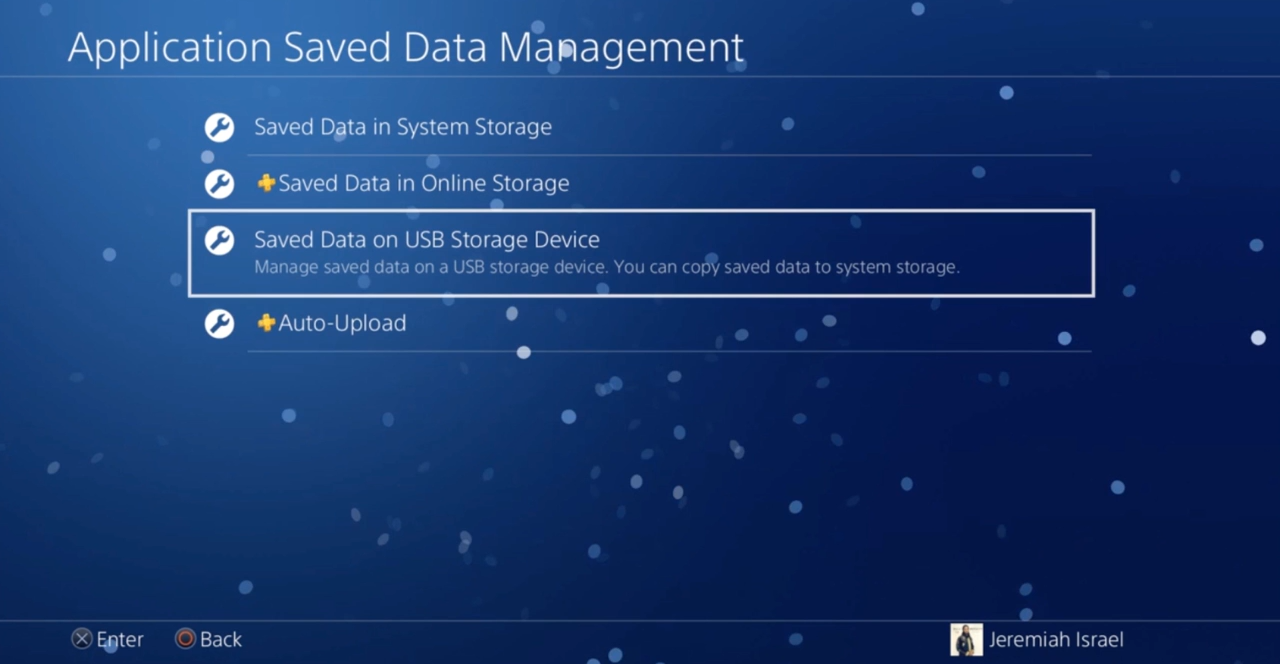 Application Saved Data Management
Saved Data in System Storage
Saved Data in Online Storage
Saved Data on USB Storage Device
Manage saved data on a USB storage device. You can copy saved data to system storage.
Auto-Upload
Enter Back Jeremiah Israel